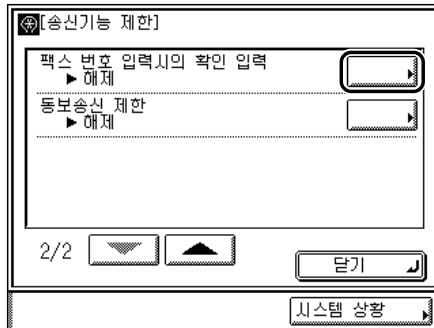 [송신기능 제한]
팩스 번호 입력시의 확인 입력
▶ 해제
동보송신 제한
▶ 해제
2/2
닫기
시스템 상황